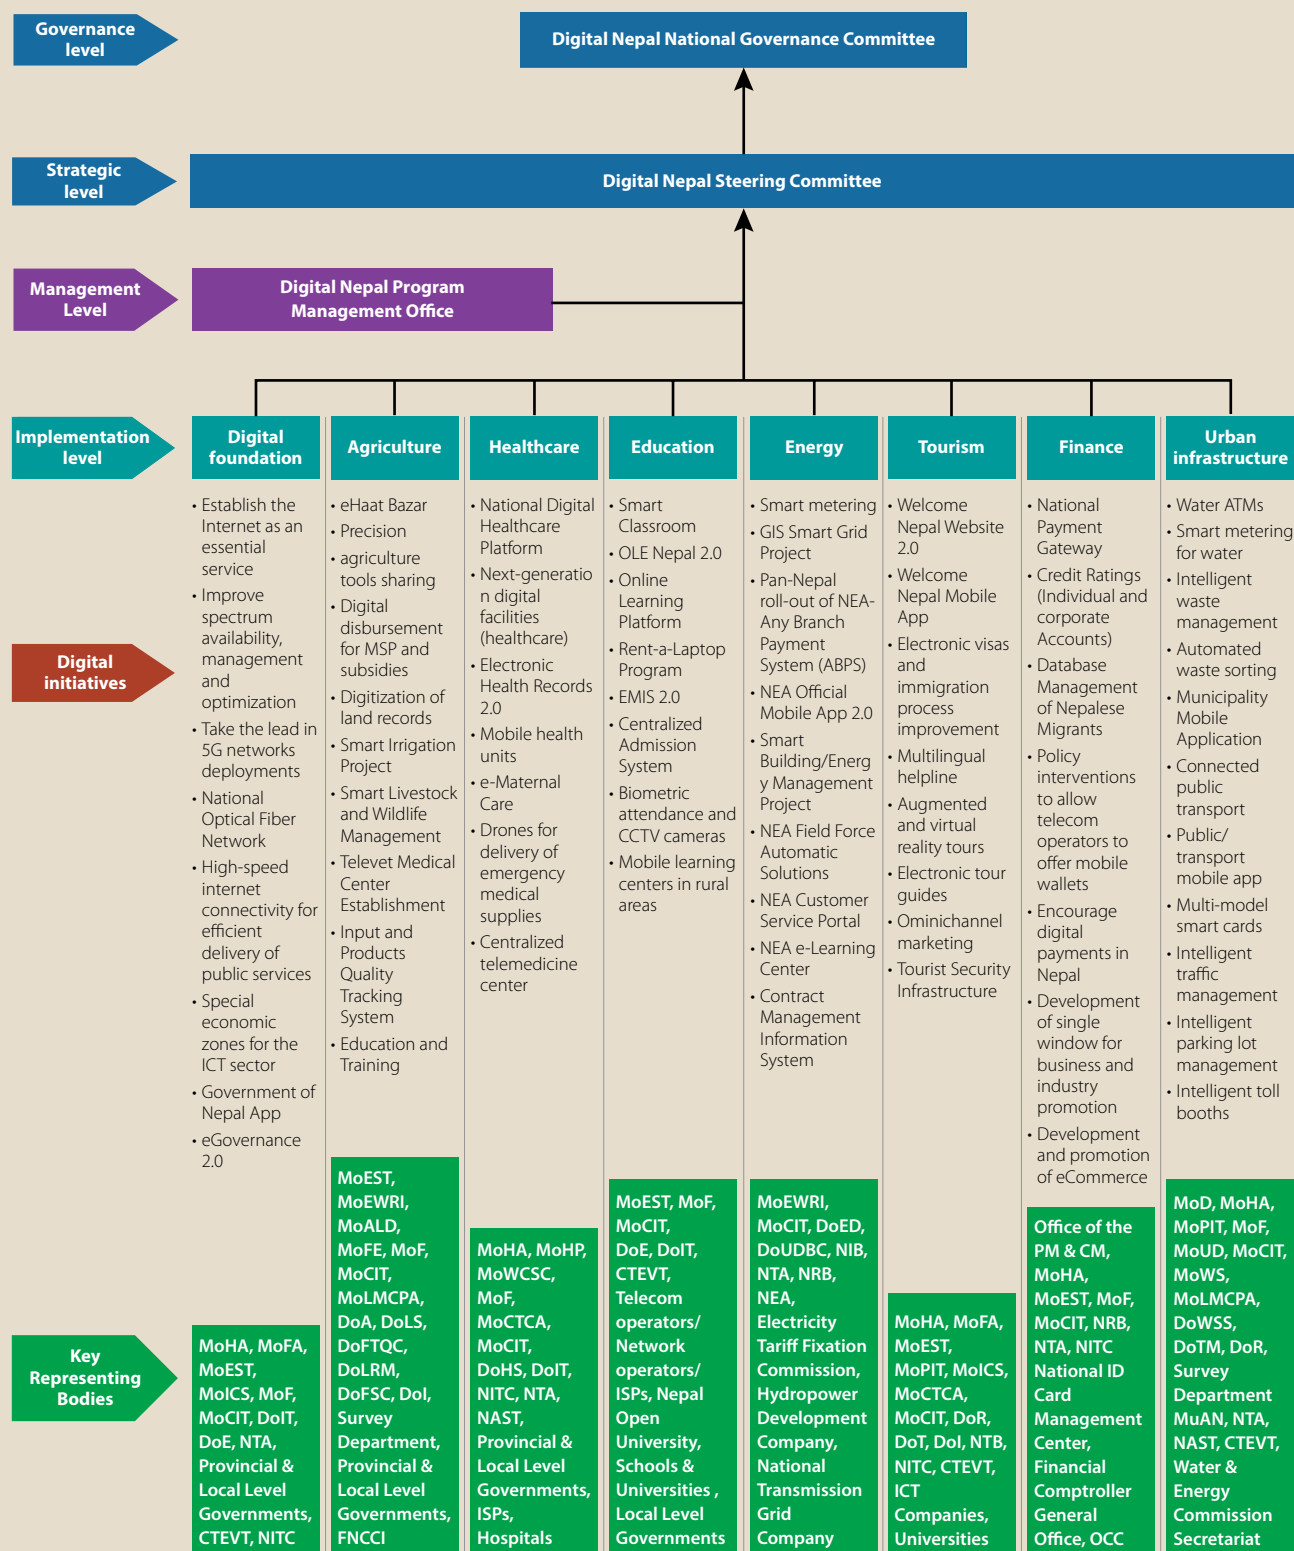 Governance
level
Digital Nepal National Governance Committee
Strategic
level
Digital Nepal Steering Committee
Management
Level
Digital Nepal Program
Management Office
Implementation
level
Digital
foundation
Agriculture
Healthcare
Education
Energy
Tourism
Finance
Urban
infrastructure
Digital
initiatives
• Establish the
Internet as an
essential
service
• Improve
spectrum
availability,
management
and
optimization
• Take the lead in
5G networks
deployments
• National
Optical Fiber
Network
• High-speed
internet
connectivity for
efficient
delivery of
public services
• Special
economic
zones for the
ICT sector
• Government of
Nepal App
• eGovernance
2.0
• eHaat Bazar
• Precision
• agriculture
tools sharing
• Digital
disbursement
for MSP and
subsidies
• Digitization of
land records
• Smart Irrigation
Project
• Smart Livestock
and Wildlife
Management
• Televet Medical
Center
Establishment
• Input and
Products
Quality
Tracking
System
• Education and
Training
• National Digital
Healthcare
Platform
• Next-generatio
n digital
facilities
(healthcare)
• Electronic
Health Records
2.0
• Mobile health
units
• e-Maternal
Care
• Drones for
delivery of
emergency
medical
supplies
• Centralized
telemedicine
center
• Smart
Classroom
• OLE Nepal 2.0
• Online
Learning
Platform
• Rent-a-Laptop
Program
• EMIS 2.0
• Centralized
Admission
System
• Biometric
attendance and
CCTV cameras
• Mobile learning
centers in rural
areas
• Smart metering
• GIS Smart Grid
Project
• Pan-Nepal
roll-out of NEA-
Any Branch
Payment
System (ABPS)
• NEA Official
Mobile App 2.0
• Smart
Building/Energ
y Management
Project
• NEA Field Force
Automatic
Solutions
• NEA Customer
Service Portal
• NEA e-Learning
Center
• Contract
Management
Information
System
• Welcome
Nepal Website
2.0
• Welcome
Nepal Mobile
App
• Electronic visas
and
immigration
process
improvement
• Multilingual
helpline
• Augmented
and virtual
reality tours
• Electronic tour
guides
• Ominichannel
marketing
• Tourist Security
Infrastructure
• National
Payment
Gateway
• Credit Ratings
(Individual and
corporate
Accounts)
• Database
Management
of Nepalese
Migrants
• Policy
interventions
to allow
telecom
operators to
offer mobile
wallets
• Encourage
digital
payments in
Nepal
• Development
of single
window for
business and
industry
promotion
• Development
and promotion
of eCommerce
• Water ATMs
• Smart metering
for water
• Intelligent
waste
management
• Automated
waste sorting
• Municipality
Mobile
Application
• Connected
public
transport
• Public/
transport
mobile app
• Multi-model
smart cards
• Intelligent
traffic
management
• Intelligent
parking lot
management
• Intelligent toll
booths
Key
Representing
Bodies
MoHA, MoFA,
MoEST,
MoICS, MoF,
MoCIT, DoIT,
DoE, NTA,
Provincial &
Local Level
Governments,
CTEVT, NITC
MoEST,
MoEWRI,
MoALD,
MoFE, MoF,
MoCIT,
MoLMCPA,
DoA, DoLS,
DoFTQC,
DoLRM,
DoFSC, DoI,
Survey
Department,
Provincial &
Local Level
Governments,
FNCCI
MoHA, MoHP,
MoWCSC,
MoF,
MoCTCA,
MoCIT,
DoHS, DoIT,
NITC, NTA,
NAST,
Provincial &
Local Level
Governments,
ISPs,
Hospitals
MoEST, MoF,
MoCIT,
DoE, DoIT,
CTEVT,
Telecom
operators/
Network
operators/
ISPs, Nepal
Open
University,
Schools &
Universities ,
Local Level
Governments
MoEWRI,
MoCIT, DoED,
DoUDBC, NIB,
NTA, NRB,
NEA,
Electricity
Tariff Fixation
Commission,
Hydropower
Development
Company,
National
Transmission
Grid
Company
MoHA, MoFA,
MoEST,
MoPIT, MoICS,
MoCTCA,
MoCIT, DoR,
DoT, DoI, NTB,
NITC, CTEVT,
ICT
Companies,
Universities
Office of the
PM & CM,
MoHA,
MoEST, MoF,
MoCIT, NRB,
NTA, NITC
National ID
Card
Management
Center,
Financial
Comptroller
General
Office, OCC
MoD, MoHA,
MoPIT, MoF,
MoUD, MoCIT,
MoWS,
MoLMCPA,
DoWSS,
DoTM, DoR,
Survey
Department
MuAN, NTA,
NAST, CTEVT,
Water &
Energy
Commission
Secretariat